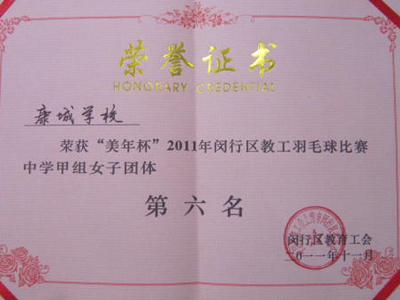 荣誉证书
HONORARY CREDENTIAL
康城学校
荣获“美年杯”2011年闵行区教工羽毛球比赛
中学甲组女子团体
第六名
闵行区教育工会
二0一一年十一月